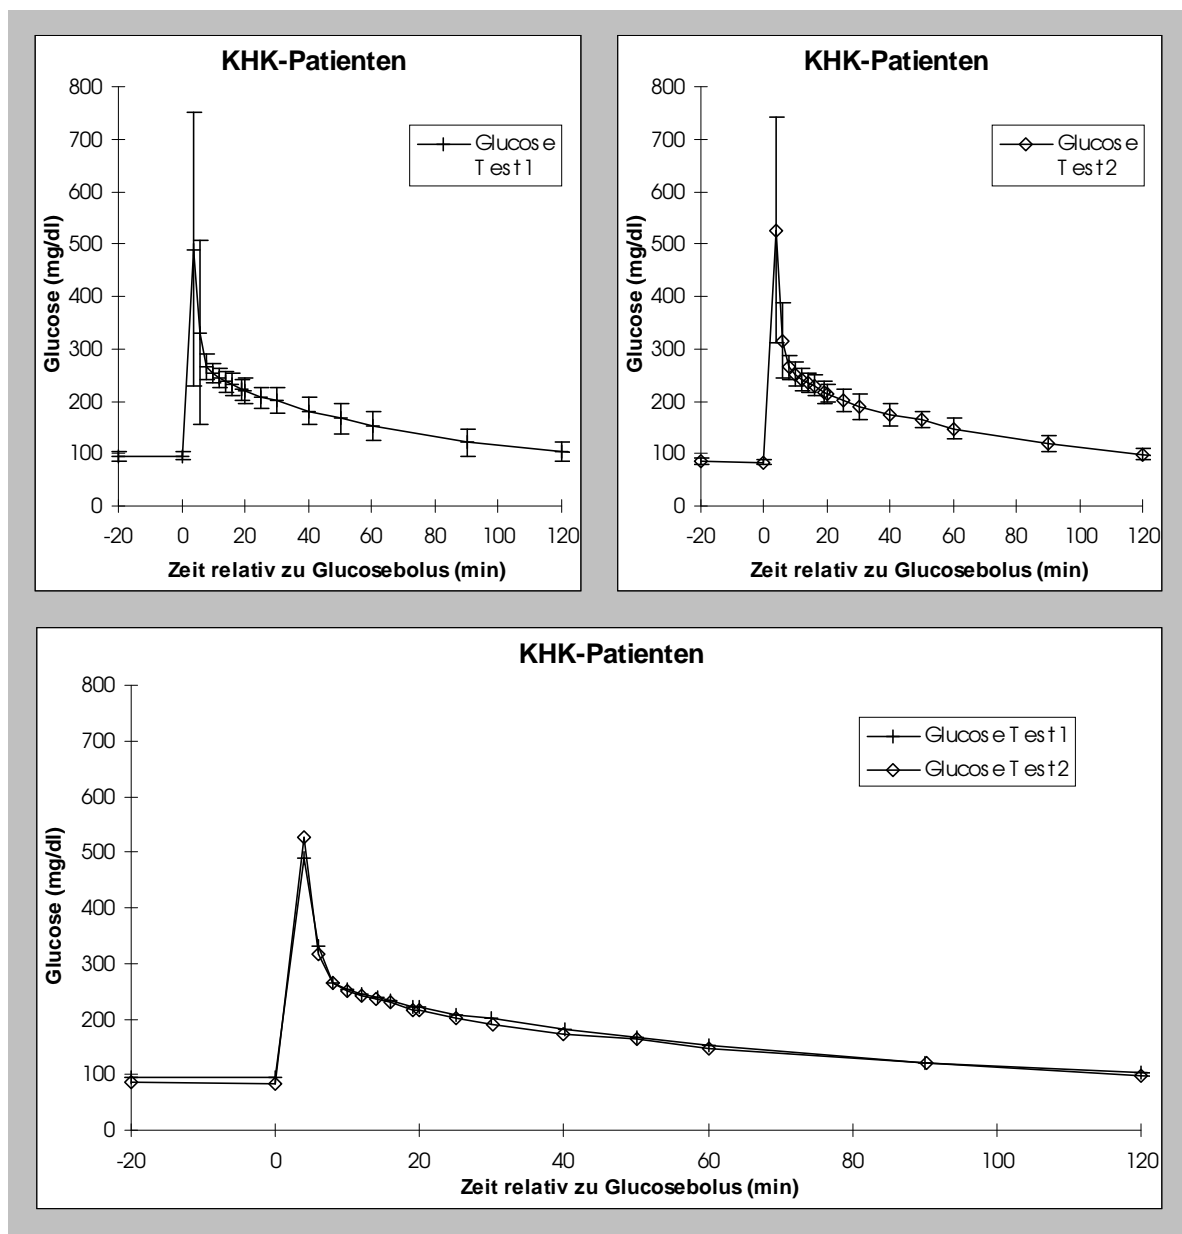 KHK-Patienten
800
700
600
500
400
300
200
100
0
Glucose (mg/dl)
Glucose
Test1
-20 0 20 40 60 80 100 120
Zeit relativ zu Glucosebolus (min)
KHK-Patienten
800
700
600
500
400
300
200
100
0
Glucose (mg/dl)
Glucose
Test2
-20 0 20 40 60 80 100 120
Zeit relativ zu Glucosebolus (min)
KHK-Patienten
800
700
600
500
400
300
200
100
0
Glucose (mg/dl)
Glucose Test1
Glucose Test2
-20 0 20 40 60 80 100 120
Zeit relativ zu Glucosebolus (min)